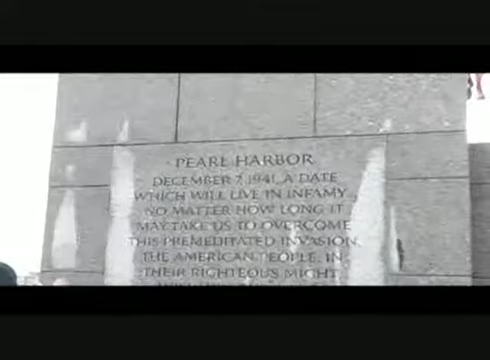 PEARL HARBOR
DECEMBER 7, 1941, A DATE
WHICH WILL LIVE IN INFAMY...
NO MATTER HOW LONG IT
MAY TAKE US TO OVERCOME
THIS PREMEDITATED INVASION,
THE AMERICAN PEOPLE, IN
THEIR RIGHTEOUS MIGHT